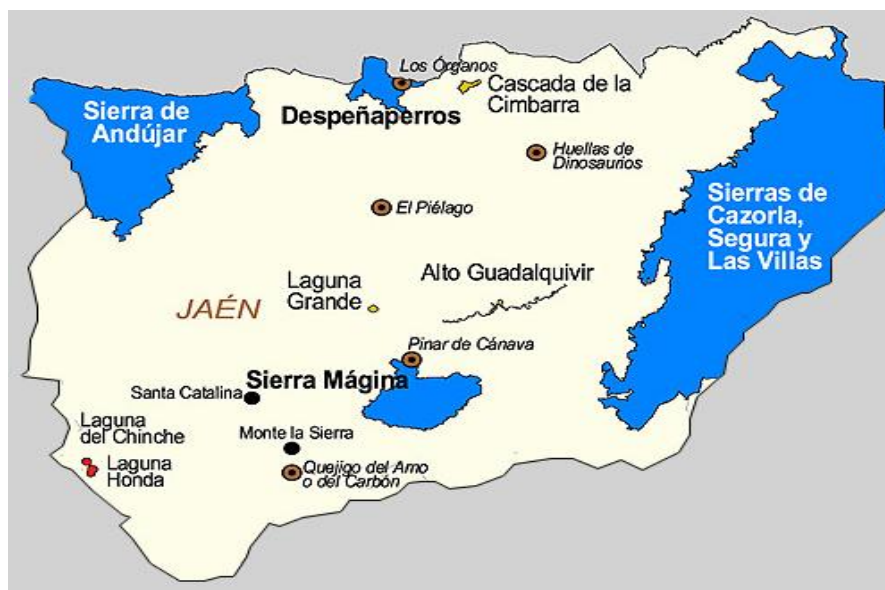 Los Órganos
Cascada de la
Cimbarra
Sierra de
Andújar
Despeñaperros
Huellas de
Dinosaurios
Sierras de
Cazorla,
Segura y
Las Villas
El Piélago
Alto Guadalquivir
Laguna
Grande
JAÉN
Pinar de Cánava
Sierra Mágina
Santa Catalina
Laguna
del Chinche
Monte la Sierra
Laguna
Honda
Quejigo del Amo
o del Carbón